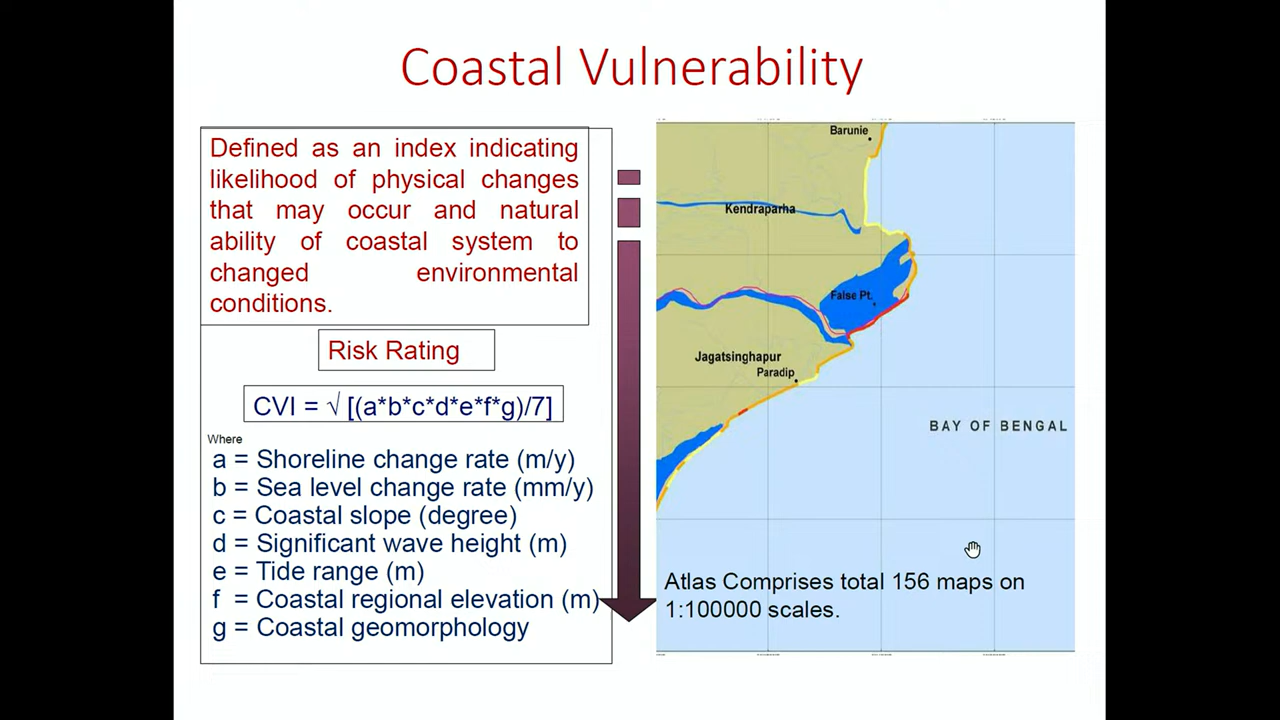 Coastal Vulnerability
Defined as an index indicating
likelihood of physical changes
that may occur and natural
ability of coastal system to
changed environmental
conditions.
Risk Rating
CVI = √ [(a*b*c*d*e*f*g)/7]
Where
a = Shoreline change rate (m/y)
b = Sea level change rate (mm/y)
c = Coastal slope (degree)
d = Significant wave height (m)
e = Tide range (m)
f = Coastal regional elevation (m)
g = Coastal geomorphology
Barunie
Kendraparha
False Pt.
Jagatsinghapur
Paradip
BAY OF BENGAL
Atlas Comprises total 156 maps on
1:100000 scales.